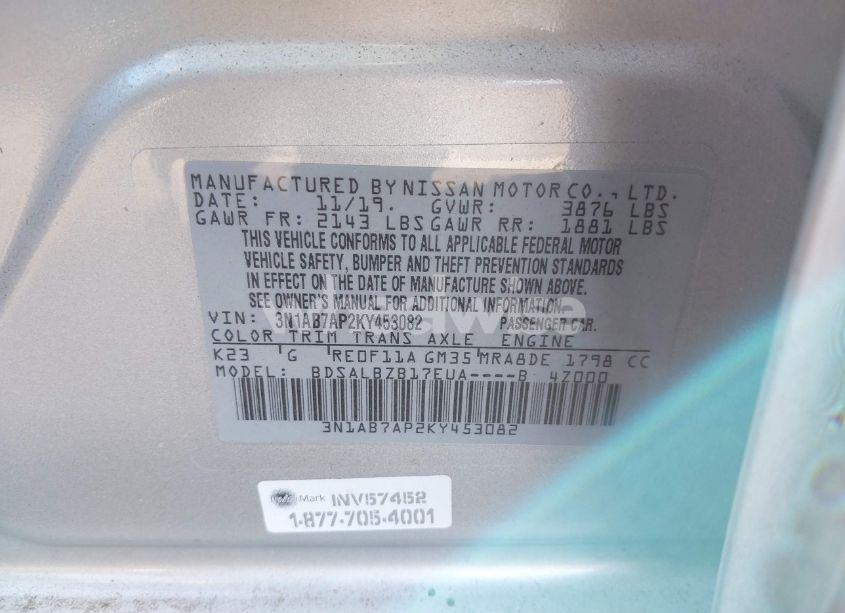 MANUFACTURED BY NISSAN MOTOR CO., LTD.
DATE: 11/19. GVWR: 3876 LBS
GAWR FR: 2143 LBS GAWR RR: 1881 LBS
THIS VEHICLE CONFORMS TO ALL APPLICABLE FEDERAL MOTOR
VEHICLE SAFETY, BUMPER AND THEFT PREVENTION STANDARDS
IN EFFECT ON THE DATE OF MANUFACTURE SHOWN ABOVE.
SEE OWNER'S MANUAL FOR ADDITIONAL INFORMATION.
VIN: 3N1AB7AP2KY453082 PASSENGER CAR.
COLOR TRIM TRANS AXLE ENGINE
K23 G RE0F11A GM35 MRA8DE 1798 CC
MODEL: BDSALBZB17EUA----B 4Z000
3N1AB7AP2KY453082
Mark INV57452
1-877-705-4001